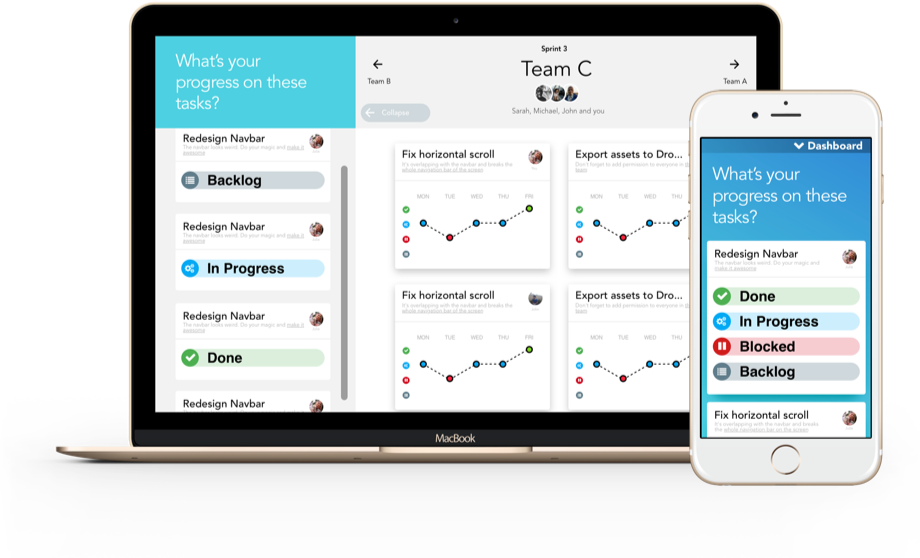 What's your
progress on these
tasks?
Redesign Navbar
The navbar looks weird. Do your magic and make it
awesome
Backlog
Redesign Navbar
The navbar looks weird. Do your magic and make it
awesome
In Progress
Redesign Navbar
The navbar looks weird. Do your magic and make it
awesome
Done
Redesign Navbar
Sprint 3
Team C
Team B
Team A
Sarah, Michael, John and you
Collapse
Fix horizontal scroll
It's overlapping with the navbar and breaks the
whole navigation bar of the screen
MON TUE WED THU FRI
Export assets to Dro...
Don't forget to add permission to everyone in
team
MON TUE WED THU
Fix horizontal scroll
It's overlapping with the navbar and breaks the
whole navigation bar of the screen
MON TUE WED THU FRI
Export assets to Dro...
Don't forget to add permission to everyone in
team
MON TUE WED THU
MacBook
Dashboard
What's your
progress on these
tasks?
Redesign Navbar
The navbar looks weird. Do your magic and
make it awesome
Done
In Progress
Blocked
Backlog
Fix horizontal scroll
It's overlapping with the navbar and breaks
the whole navigation bar on the screen